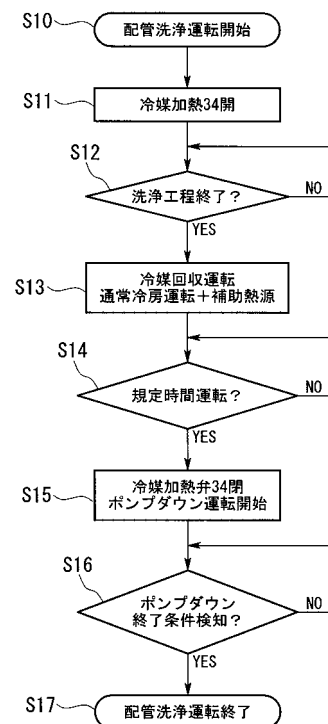 S10
配管洗浄運転開始
S11
冷媒加熱34開
S12
洗浄工程終了?
NO
YES
S13
冷媒回収運転
通常冷房運転+補助熱源
S14
規定時間運転?
NO
YES
S15
冷媒加熱弁34閉
ポンプダウン運転開始
S16
ポンプダウン
終了条件検知?
NO
YES
S17
配管洗浄運転終了